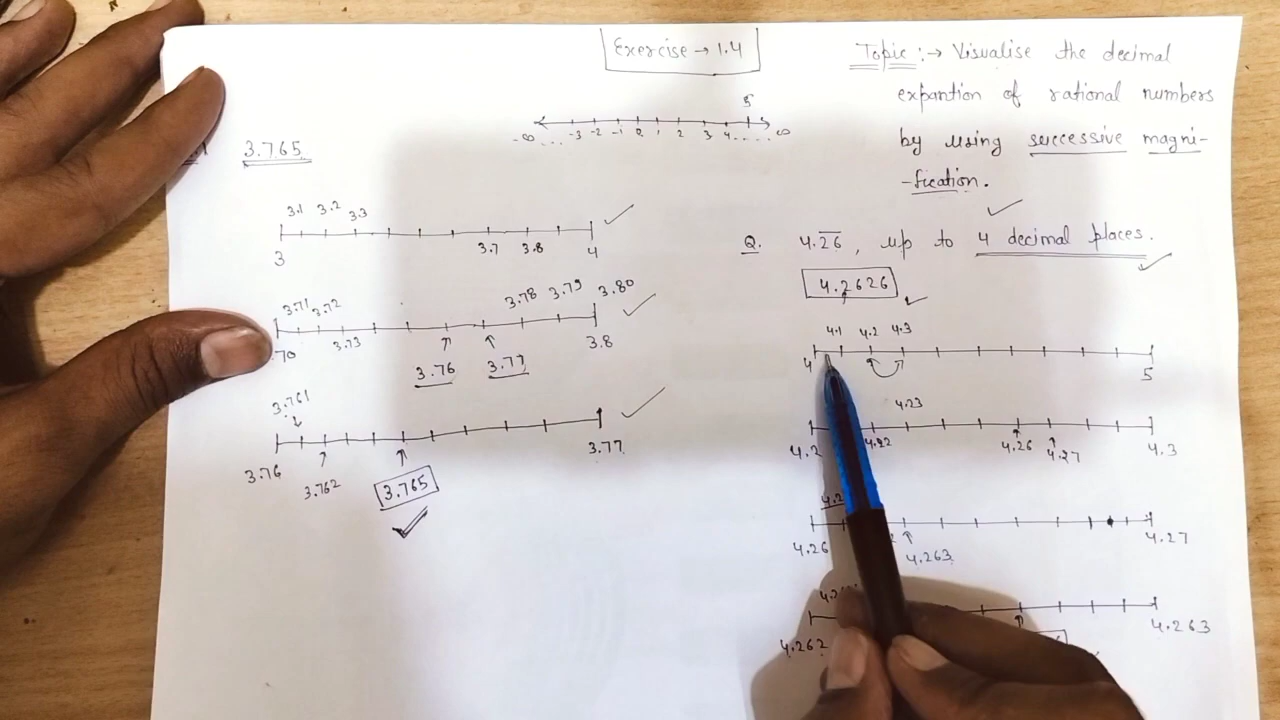 Exercise → 1.4
Topic :→ Visualise the decimal
expantion of rational numbers
by using successive magni-
-fication.
5
-∞ ... -3 -2 -1 0 1 2 3 4 ..... ∞
3.765
3.1 3.2 3.3
3 3.7 3.8 4
3.71 3.72 3.78 3.79 3.80
.70 3.73 3.76 3.77 3.8
3.761
3.76 3.762 3.765 3.77
Q. 4.2̅6̅, up to 4 decimal places.
4.2626
4.1 4.2 4.3
4 5
4.23
4.2 4.22 4.26 4.27 4.3
4.26 4.263 4.27
4.262 4.263